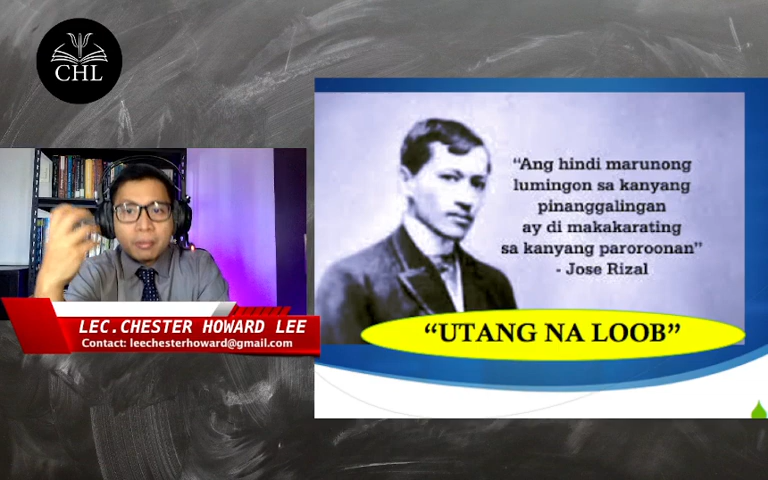 CHL
“Ang hindi marunong
lumingon sa kanyang
pinanggalingan
ay di makakarating
sa kanyang paroroonan”
- Jose Rizal
“UTANG NA LOOB”
LEC.CHESTER HOWARD LEE
Contact: leechesterhoward@gmail.com